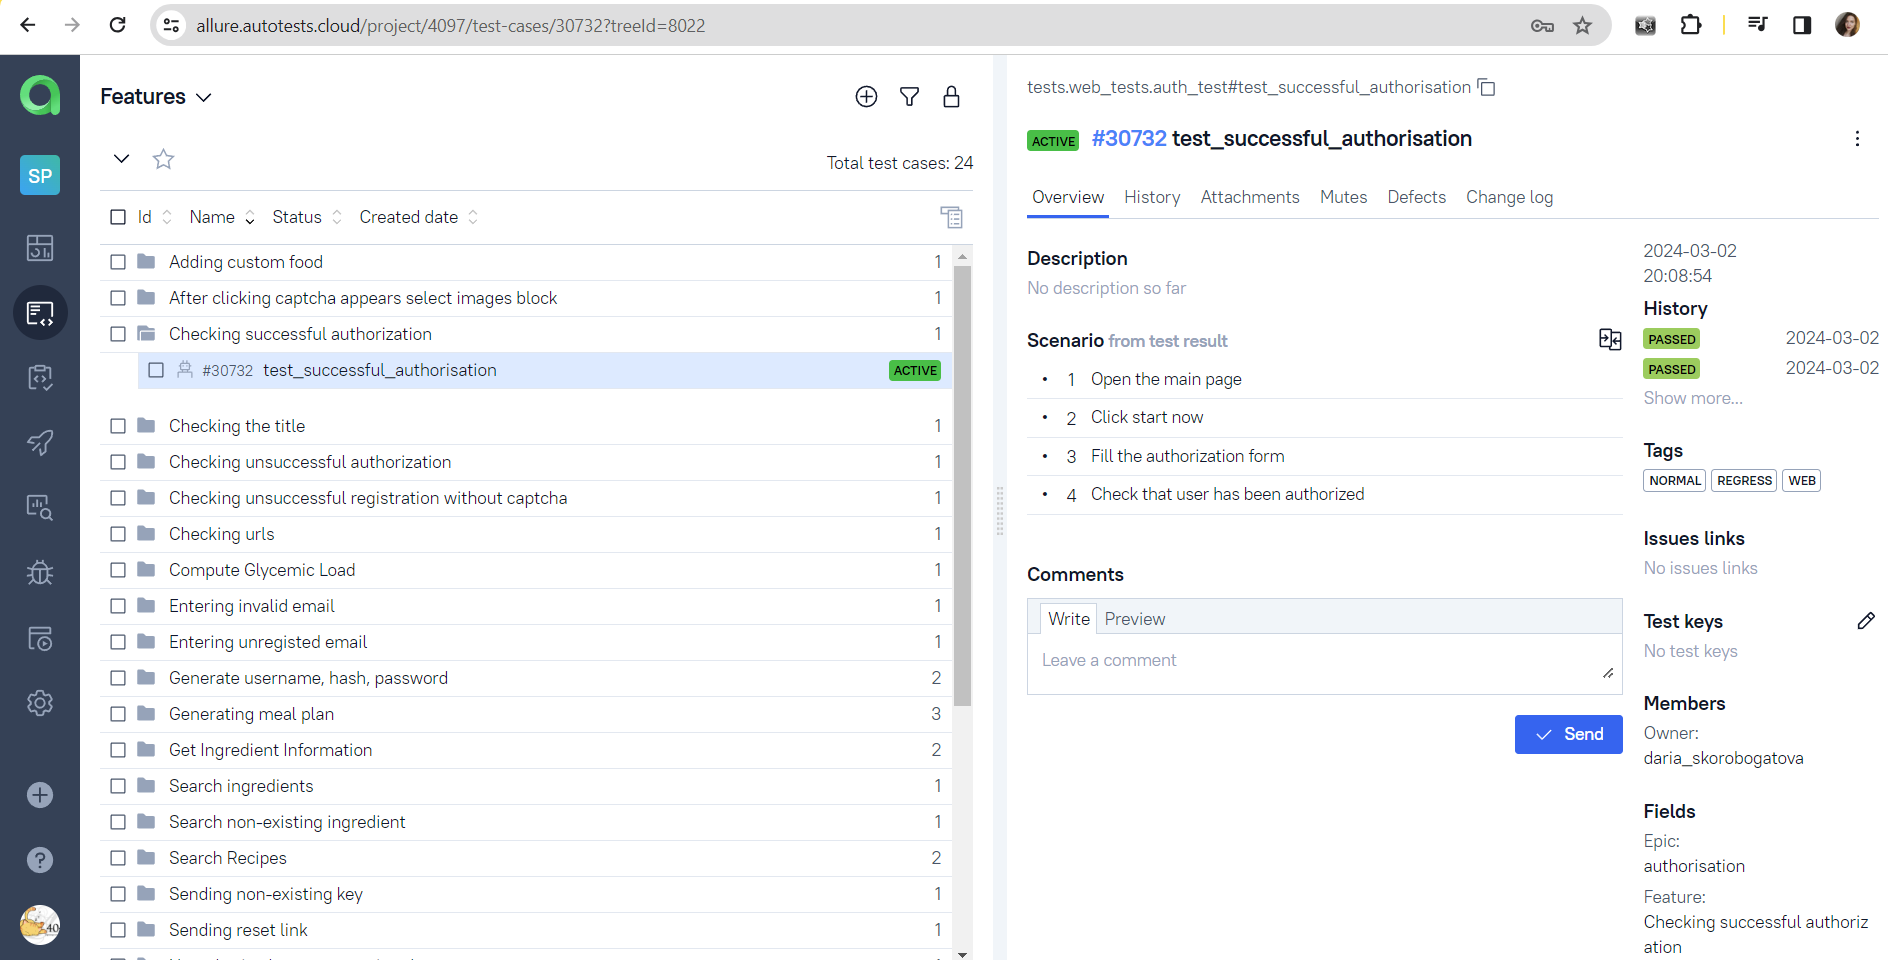 allure.autotests.cloud/project/4097/test-cases/30732?treeId=8022
SP
Features
Total test cases: 24
Id Name Status Created date
Adding custom food 1
After clicking captcha appears select images block 1
Checking successful authorization 1
#30732 test_successful_authorisation ACTIVE
Checking the title 1
Checking unsuccessful authorization 1
Checking unsuccessful registration without captcha 1
Checking urls 1
Compute Glycemic Load 1
Entering invalid email 1
Entering unregisted email 1
Generate username, hash, password 2
Generating meal plan 3
Get Ingredient Information 2
Search ingredients 1
Search non-existing ingredient 1
Search Recipes 2
Sending non-existing key 1
Sending reset link 1
tests.web_tests.auth_test#test_successful_authorisation
ACTIVE #30732 test_successful_authorisation
Overview History Attachments Mutes Defects Change log
Description
No description so far
Scenario from test result
1 Open the main page
2 Click start now
3 Fill the authorization form
4 Check that user has been authorized
Comments
Write Preview
Leave a comment
Send
2024-03-02
20:08:54
History
PASSED 2024-03-02
PASSED 2024-03-02
Show more...
Tags
NORMAL REGRESS WEB
Issues links
No issues links
Test keys
No test keys
Members
Owner:
daria_skorobogatova
Fields
Epic:
authorisation
Feature:
Checking successful authoriz
ation
40